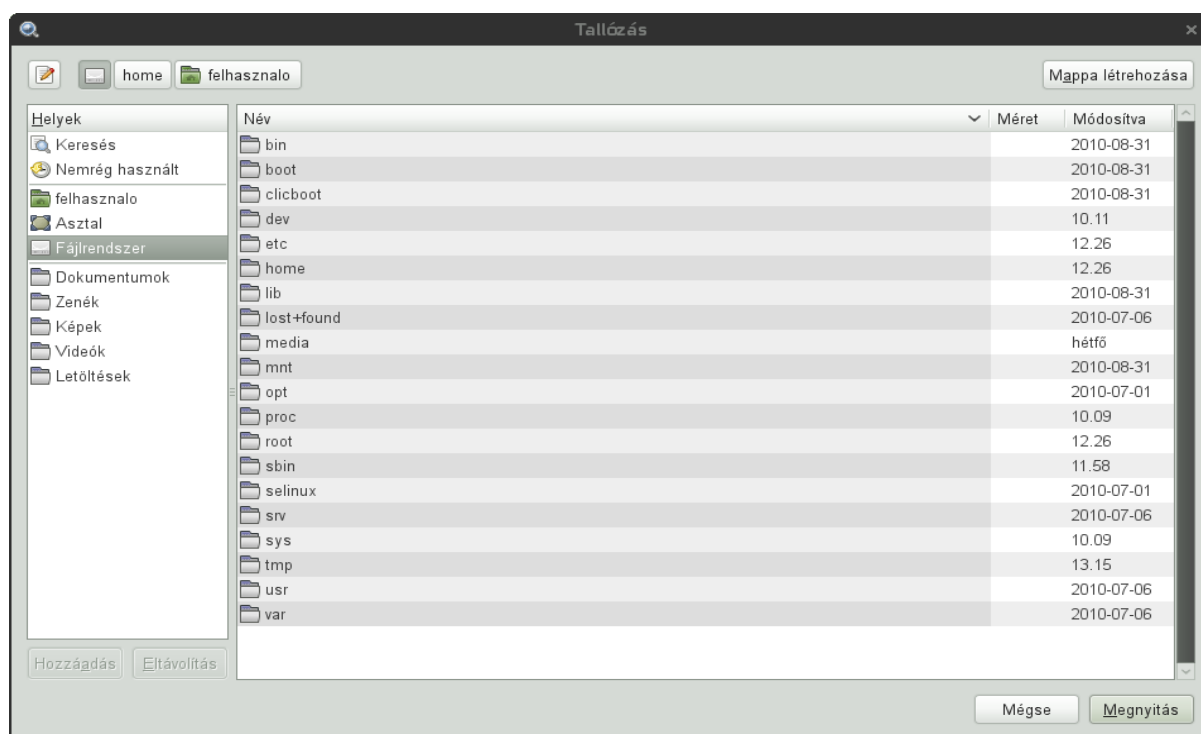 Tallózás
home felhasznalo Mappa létrehozása
Helyek
Keresés
Nemrég használt
felhasznalo
Asztal
Fájlrendszer
Dokumentumok
Zenék
Képek
Videók
Letöltések
Hozzáadás Eltávolítás
Név Méret Módosítva
bin 2010-08-31
boot 2010-08-31
clicboot 2010-08-31
dev 10.11
etc 12.26
home 12.26
lib 2010-08-31
lost+found 2010-07-06
media hétfő
mnt 2010-08-31
opt 2010-07-01
proc 10.09
root 12.26
sbin 11.58
selinux 2010-07-01
srv 2010-07-06
sys 10.09
tmp 13.15
usr 2010-07-06
var 2010-07-06
Mégse Megnyitás